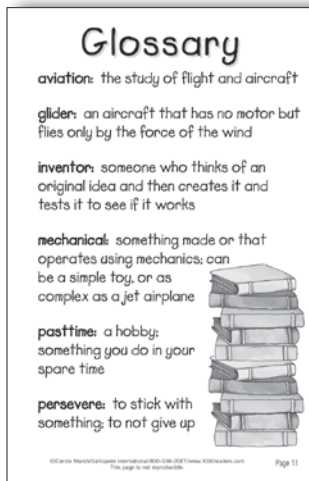 Glossary
aviation: the study of flight and aircraft
glider: an aircraft that has no motor but
flies only by the force of the wind
inventor: someone who thinks of an
original idea and then creates it and
tests it to see if it works
mechanical: something made or that
operates using mechanics; can
be a simple toy, or as
complex as a jet airplane
pasttime: a hobby;
something you do in your
spare time
persevere: to stick with
something; to not give up
This page is not reproducible.
Page 11